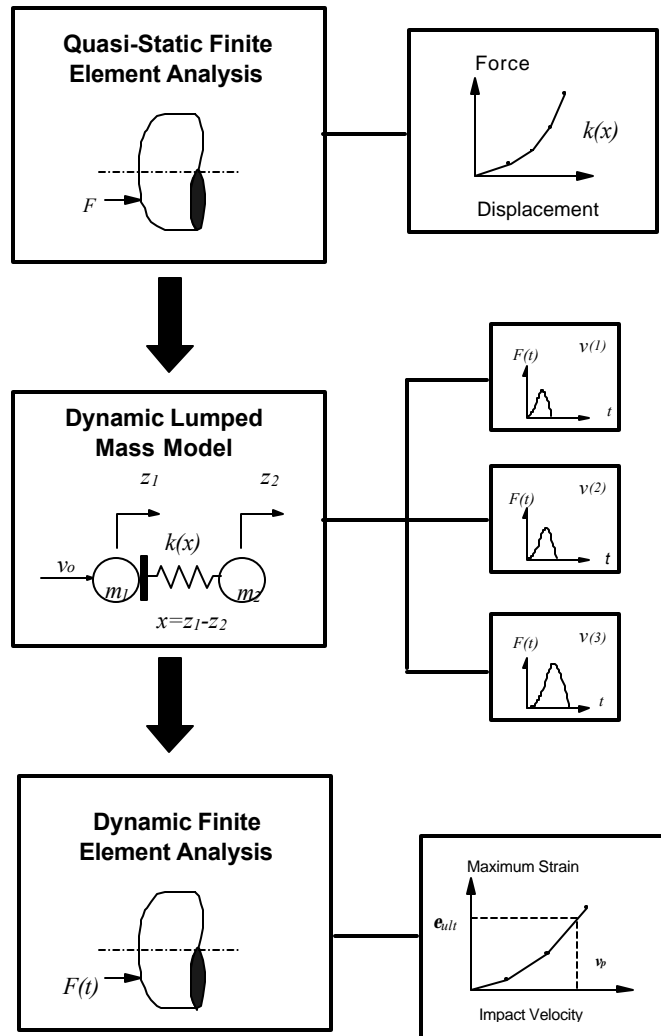 Quasi-Static Finite
Element Analysis
F
Force
k(x)
Displacement
Dynamic Lumped
Mass Model
z1
z2
k(x)
vo
m1
m2
x=z1-z2
F(t)
v(1)
t
F(t)
v(2)
t
F(t)
v(3)
t
Dynamic Finite
Element Analysis
F(t)
Maximum Strain
eult
vp
Impact Velocity